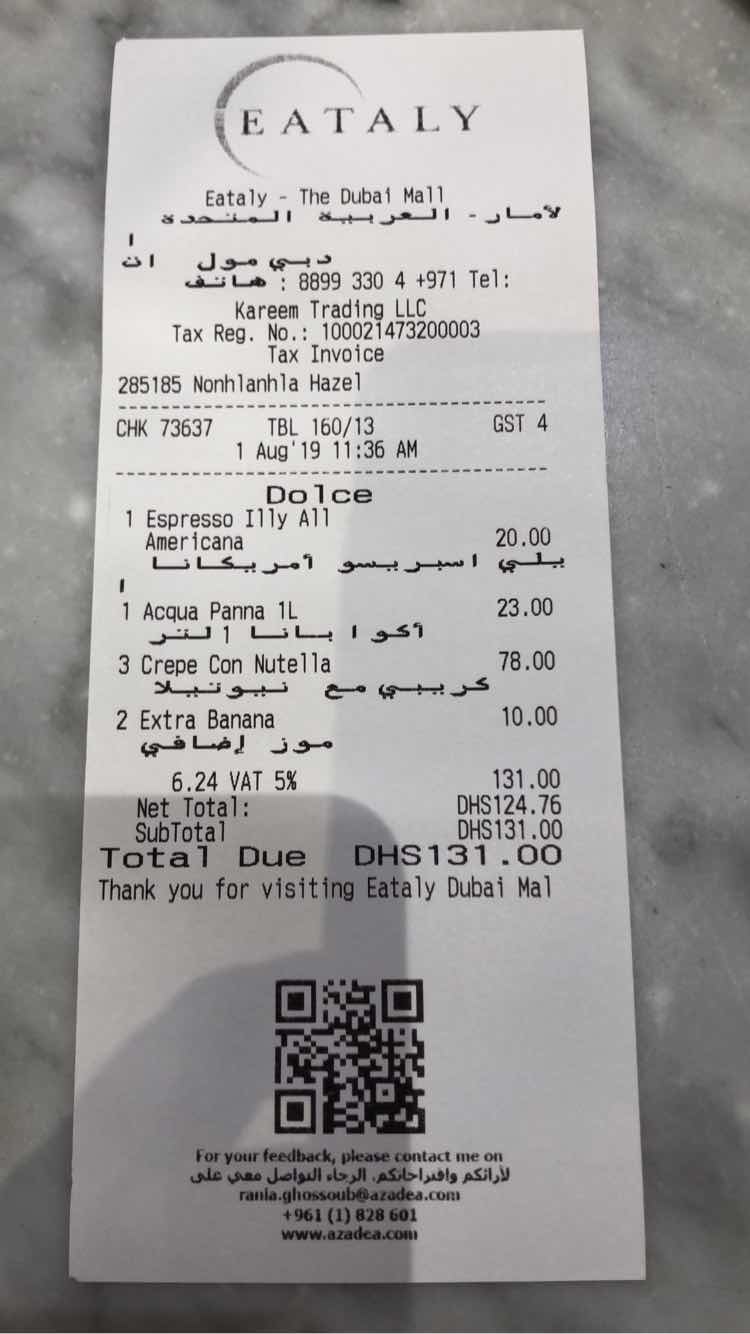 EATALY
Eataly - The Dubai Mall
لأمار- العربية المتحدة
ا
دبي مول ان
هاتف : 8899 330 4 +971 Tel:
Kareem Trading LLC
Tax Reg. No.: 100021473200003
Tax Invoice
285185 Nonhlanhla Hazel
CHK 73637 TBL 160/13 GST 4
1 Aug'19 11:36 AM
Dolce
1 Espresso Illy All
Americana 20.00
يلي اسبريسو أمريكانا
ا
1 Acqua Panna 1L 23.00
أكوا بانا 1 لتر
3 Crepe Con Nutella 78.00
كريبي مع نيوتيلا
2 Extra Banana 10.00
موز إضافي
6.24 VAT 5% 131.00
Net Total: DHS124.76
SubTotal DHS131.00
Total Due DHS131.00
Thank you for visiting Eataly Dubai Mal
For your feedback, please contact me on
لأرائكم وافتراحاتكم، الرجاء التواصل معي على
rania.ghossoub@azadea.com
+961 (1) 828 601
www.azadea.com